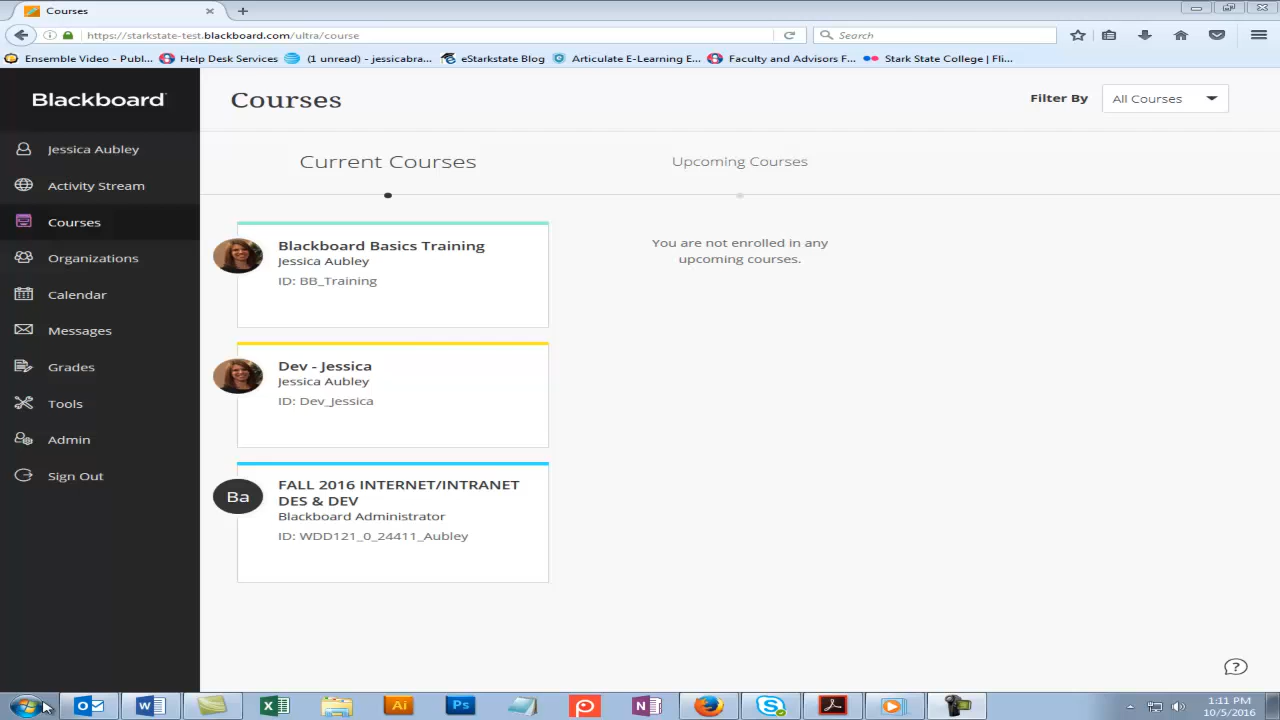 Courses
https://starkstate-test.blackboard.com/ultra/course
Search
Ensemble Video - Publ...
Help Desk Services
(1 unread) - jessicabra...
eStarkstate Blog
Articulate E-Learning E...
Faculty and Advisors F...
Stark State College | Fli...
Blackboard
Jessica Aubley
Activity Stream
Courses
Organizations
Calendar
Messages
Grades
Tools
Admin
Sign Out
Courses
Filter By
All Courses
Current Courses
Upcoming Courses
Blackboard Basics Training
Jessica Aubley
ID: BB_Training
Dev - Jessica
Jessica Aubley
ID: Dev_Jessica
Ba
FALL 2016 INTERNET/INTRANET
DES & DEV
Blackboard Administrator
ID: WDD121_0_24411_Aubley
You are not enrolled in any
upcoming courses.
?
Ai
Ps
1:11 PM
10/5/2016